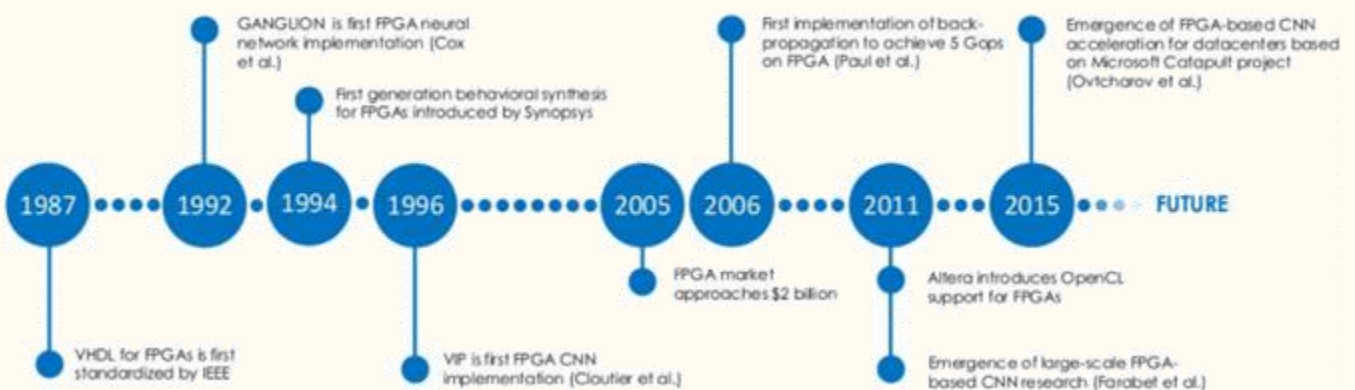 GANGLION is first FPGA neural
network implementation (Cox
et al.)
First generation behavioral synthesis
for FPGAs introduced by Synopsys
First implementation of back-
propagation to achieve 5 Gops
on FPGA (Paul et al.)
Emergence of FPGA-based CNN
acceleration for datacenters based
on Microsoft Catapult project
(Ovtcharov et al.)
1987
1992
1994
1996
2005
2006
2011
2015
FUTURE
VHDL for FPGAs is first
standardized by IEEE
VIP is first FPGA CNN
implementation (Cloutier et al.)
FPGA market
approaches $2 billion
Altera introduces OpenCL
support for FPGAs
Emergence of large-scale FPGA-
based CNN research (Farabet et al.)